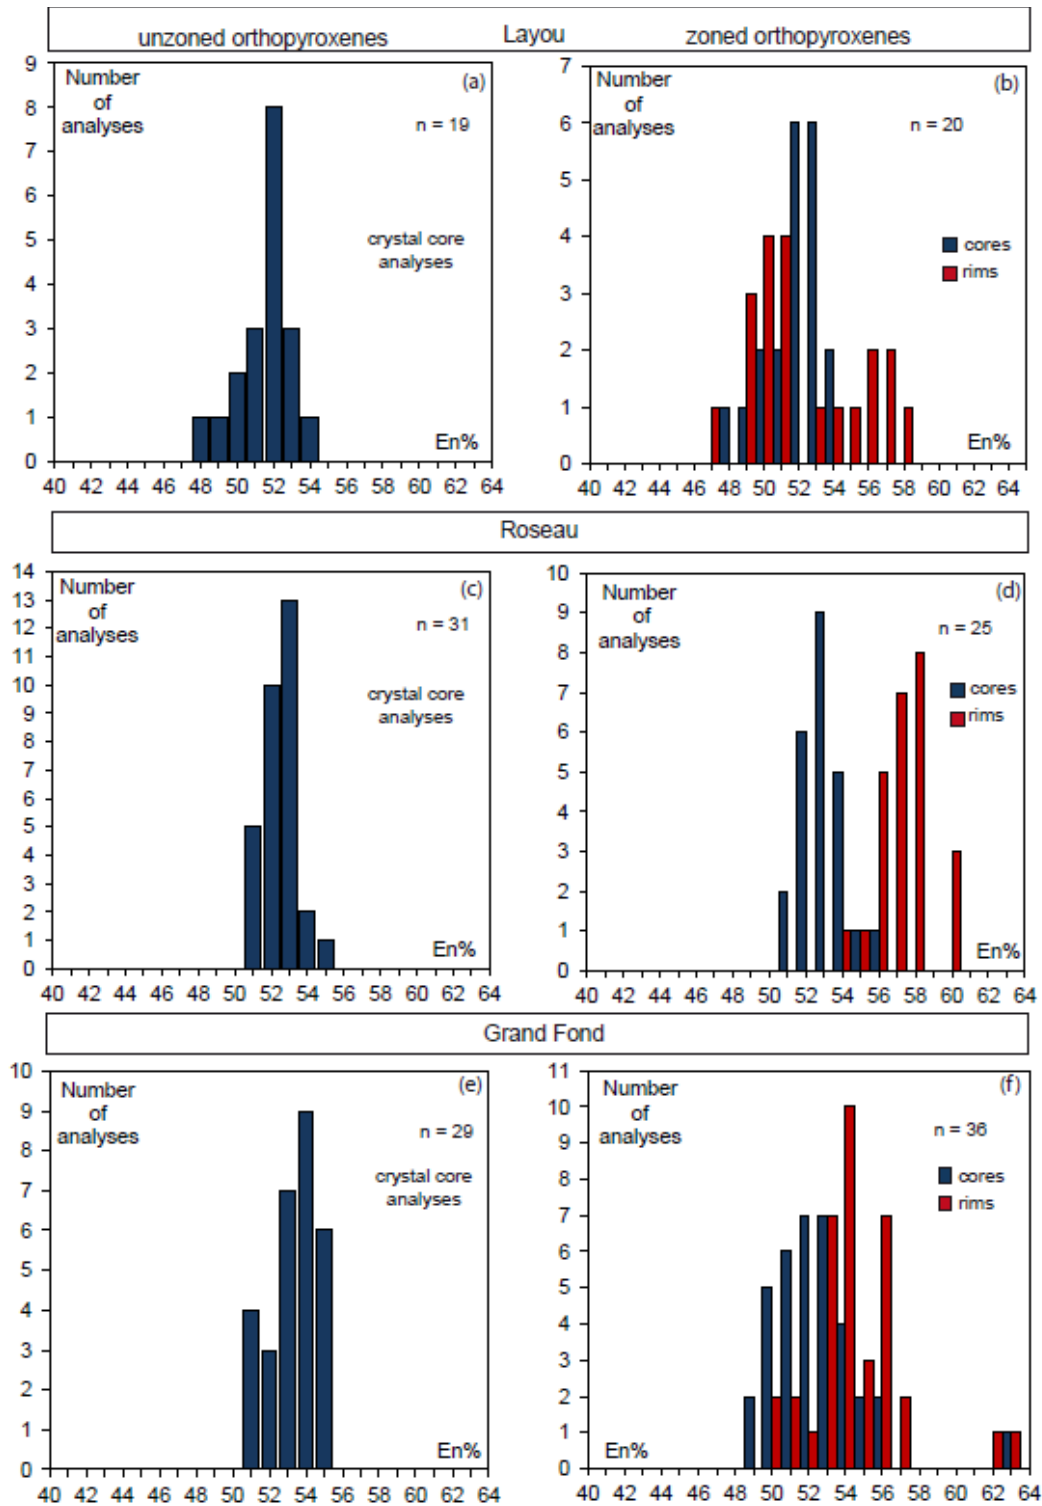 unzoned orthopyroxenes Layou zoned orthopyroxenes
Number
of
analyses
(a)
n = 19
crystal core
analyses
9
8
7
6
5
4
3
2
1
0
En%
40 42 44 46 48 50 52 54 56 58 60 62 64
Number
of
analyses
(b)
n = 20
cores
rims
7
6
5
4
3
2
1
0
En%
40 42 44 46 48 50 52 54 56 58 60 62 64
Roseau
Number
of
analyses
(c)
n = 31
crystal core
analyses
14
13
12
11
10
9
8
7
6
5
4
3
2
1
0
En%
40 42 44 46 48 50 52 54 56 58 60 62 64
Number
of
analyses
(d)
n = 25
cores
rims
10
9
8
7
6
5
4
3
2
1
0
En%
40 42 44 46 48 50 52 54 56 58 60 62 64
Grand Fond
Number
of
analyses
(e)
n = 29
crystal core
analyses
10
9
8
7
6
5
4
3
2
1
0
En%
40 42 44 46 48 50 52 54 56 58 60 62 64
Number
of
analyses
(f)
n = 36
cores
rims
11
10
9
8
7
6
5
4
3
2
1
0
En%
40 42 44 46 48 50 52 54 56 58 60 62 64